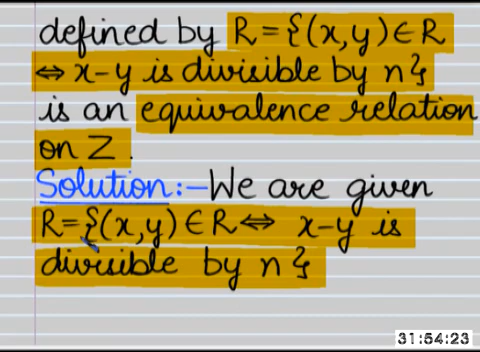 defined by R={(x,y)∈R
⇔ x-y is divisible by n}
is an equivalence relation
on Z.
Solution:- We are given
R={(x,y)∈R⇔ x-y is
divisible by n}
31:54:23